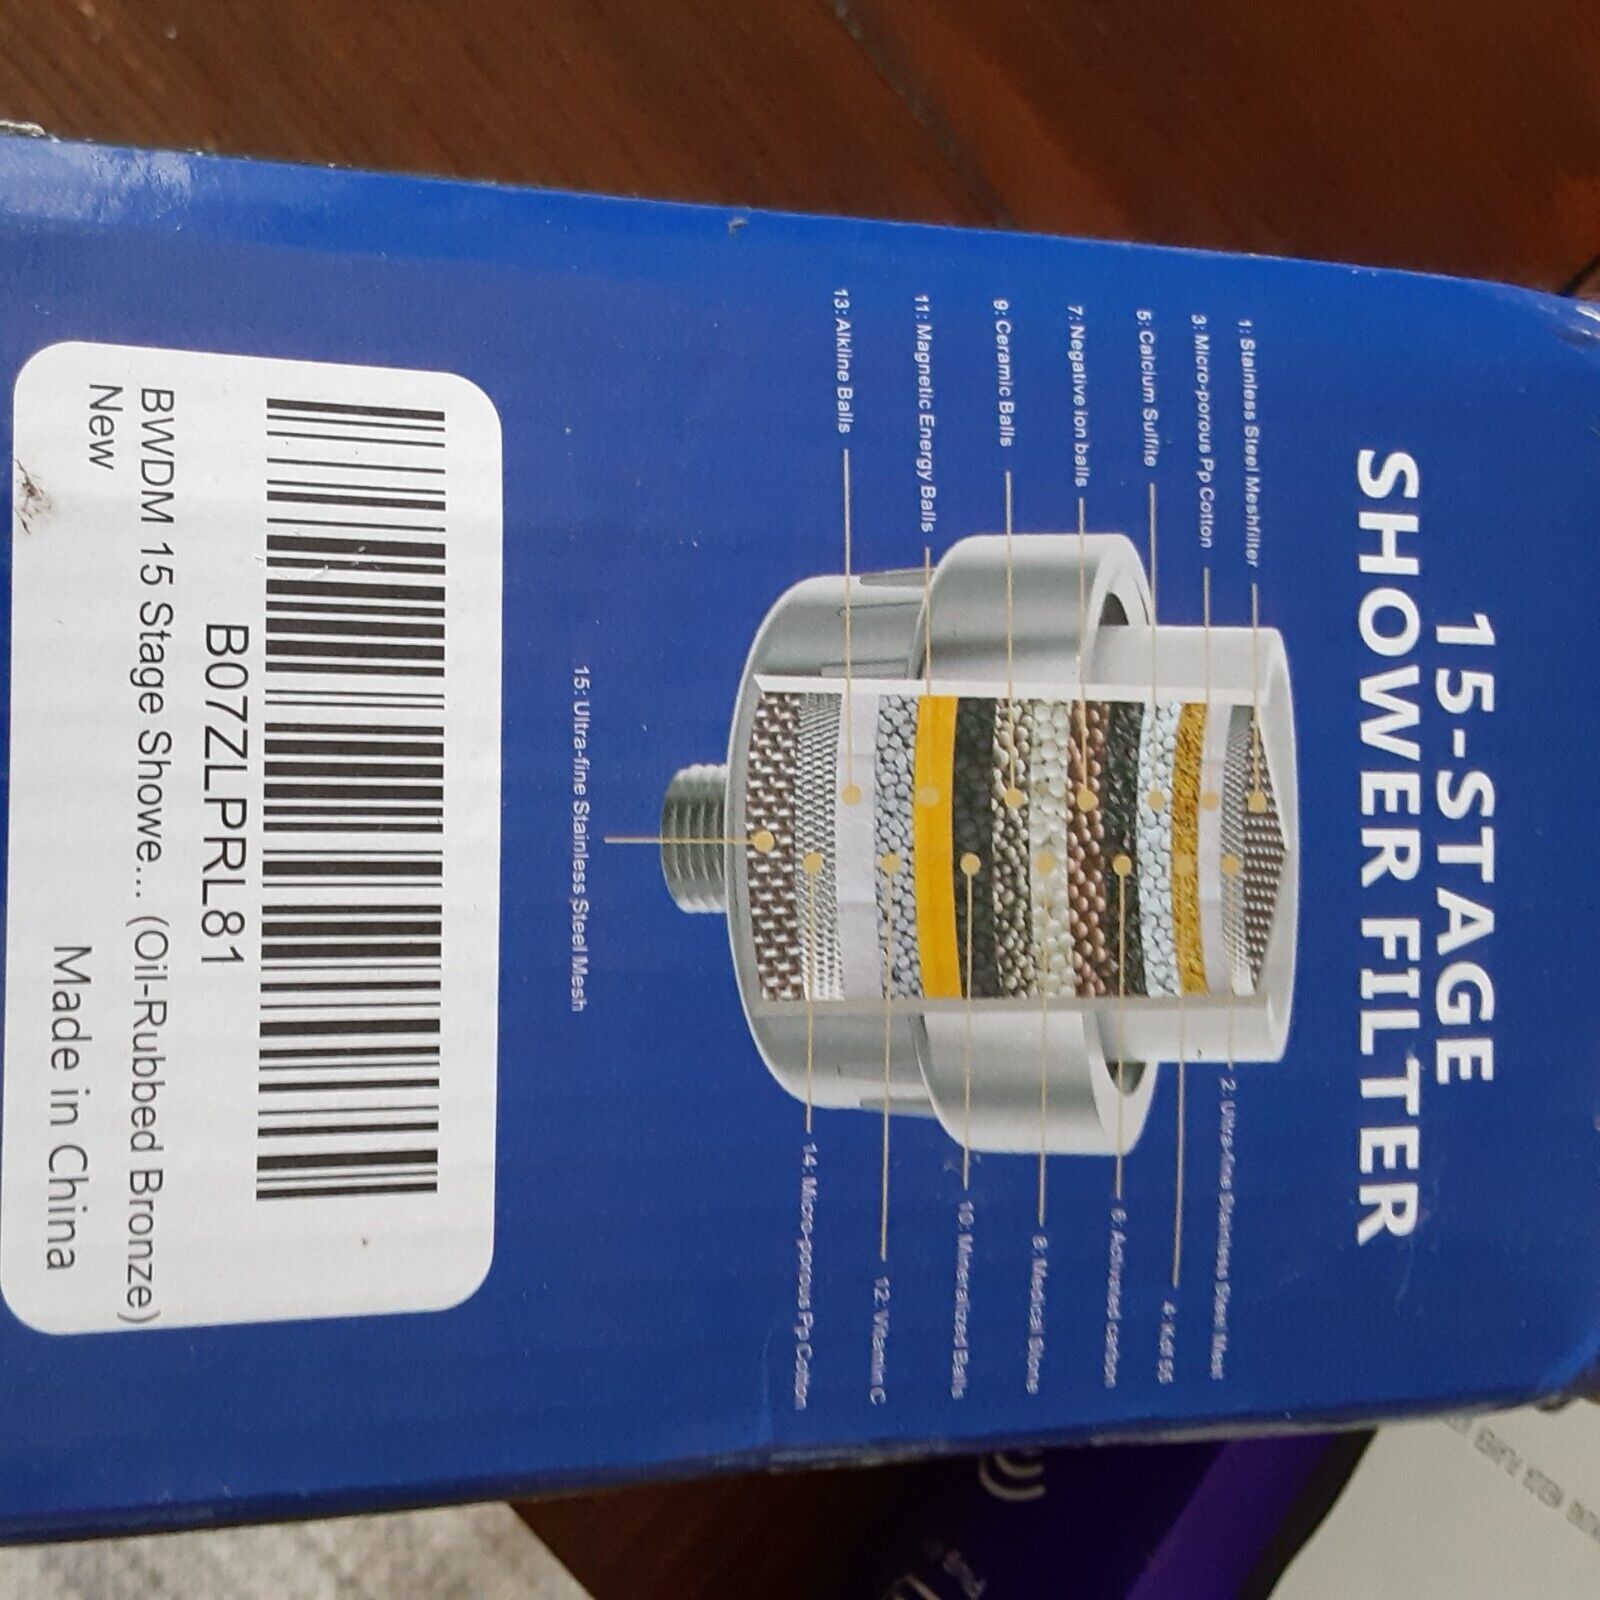 15-STAGE
SHOWER FILTER
1: Stainless Steel Meshfilter
2: Ultra-fine Stainless Steel Mest
3: Micro-porous Pp Cotton
4: Kdf 55
5: Calcium Sulfite
6: Activated carbon
7: Negative ion balls
8: Medical Stone
9: Ceramic Balls
10: Mineralized Balls
11: Magnetic Energy Balls
12: Vitamin C
13: Alkline Balls
14: Micro-porous Pp Cotton
15: Ultra-fine Stainless Steel Mesh
B07ZLPRL81
BWDM 15 Stage Showe... (Oil-Rubbed Bronze)
New
Made in China
Plus